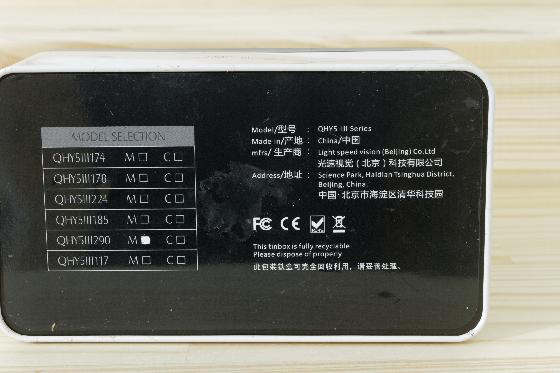 MODEL SELECTION
QHY5III174 M□ C□
QHY5III178 M□ C□
QHY5III224 M□ C□
QHY5III185 M□ C□
QHY5III290 M■ C□
QHY5III117 M□ C□
Model/型号 : QHY5-III Series
Made in/产地 : China/中国
mfrs/ 生产商 : Light speed vision (Beijing) Co.Ltd
光速视觉（北京）科技有限公司
Address/地址 : Science Park, Haidian Tsinghua District,
Beijing, China.
中国·北京市海淀区清华科技园
FC CE RoHS
This tinbox is fully recyclable
Please dispose of properly
此包装铁盒可完全回收利用，请妥善处理。